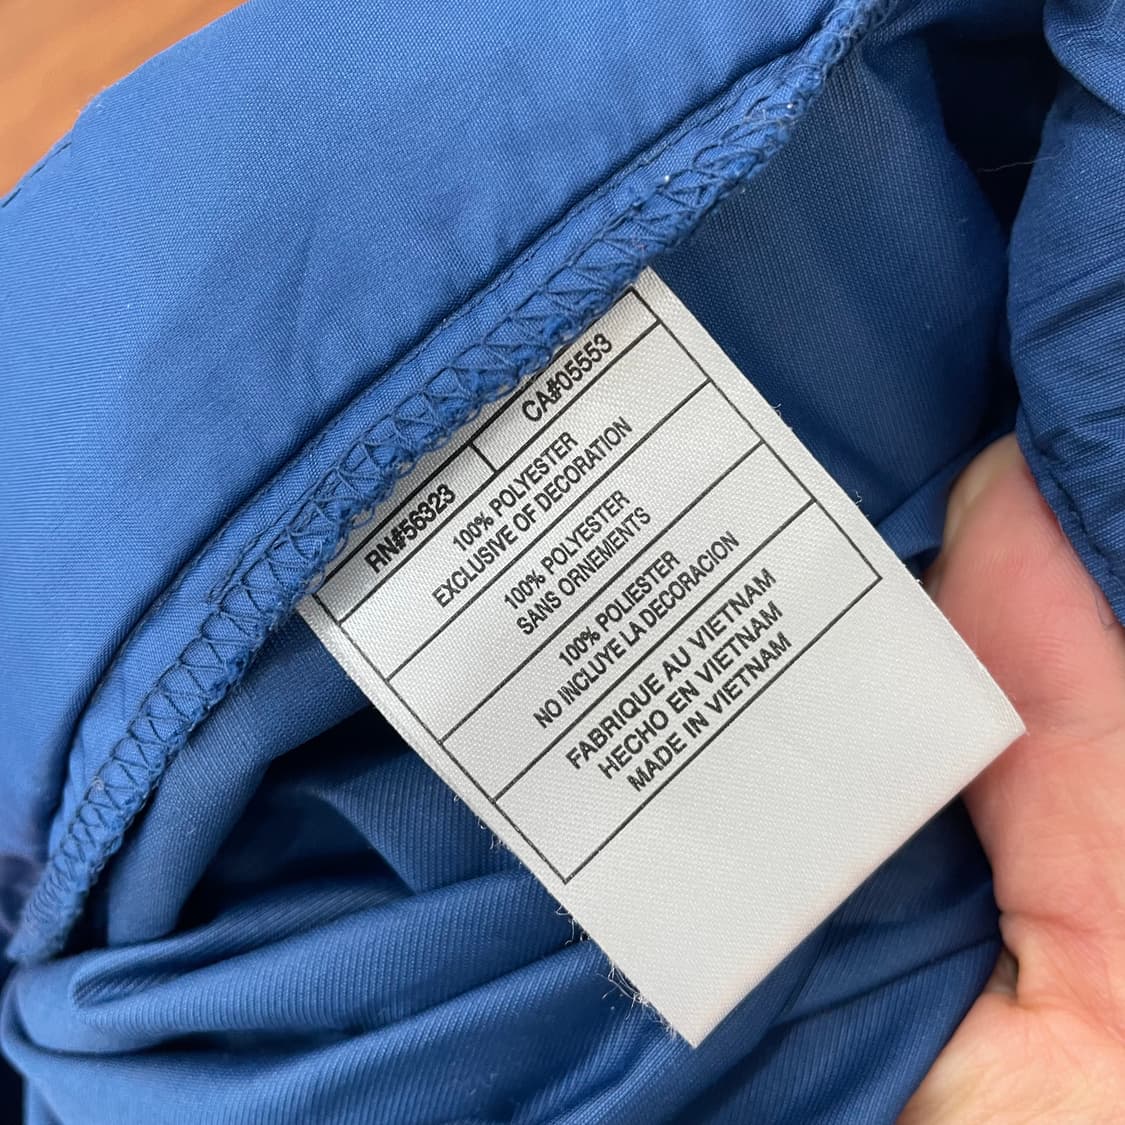 RN#56323 CA#05553
100% POLYESTER
EXCLUSIVE OF DECORATION
100% POLYESTER
SANS ORNEMENTS
100% POLIESTER
NO INCLUYE LA DECORACION
FABRIQUE AU VIETNAM
HECHO EN VIETNAM
MADE IN VIETNAM